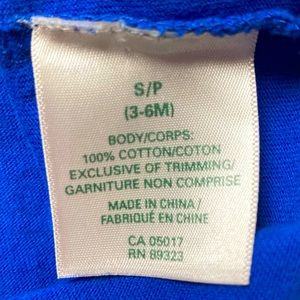 S/P
(3-6M)
BODY/CORPS:
100% COTTON/COTON
EXCLUSIVE OF TRIMMING/
GARNITURE NON COMPRISE
MADE IN CHINA/
FABRIQUÉ EN CHINE
CA 05017
RN 89323